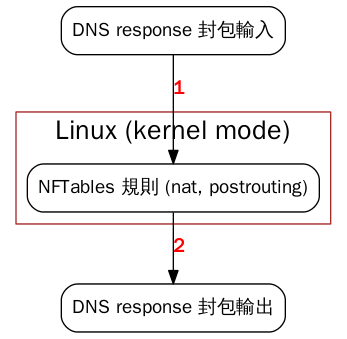 DNS response 封包輸入
1
Linux (kernel mode)
NFTables 規則 (nat, postrouting)
2
DNS response 封包輸出